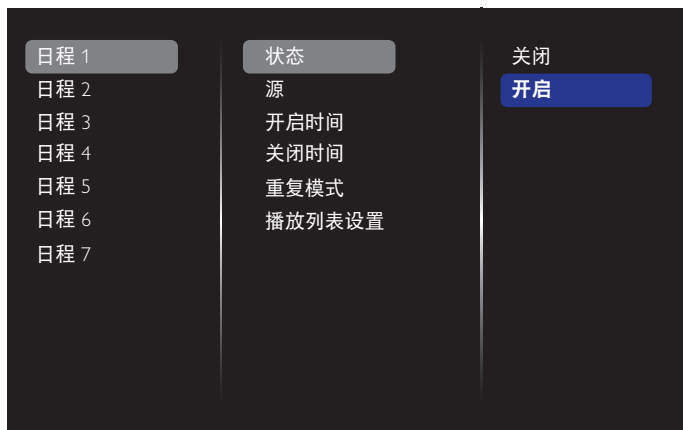 日程 1
日程 2
日程 3
日程 4
日程 5
日程 6
日程 7
状态
源
开启时间
关闭时间
重复模式
播放列表设置
关闭
开启